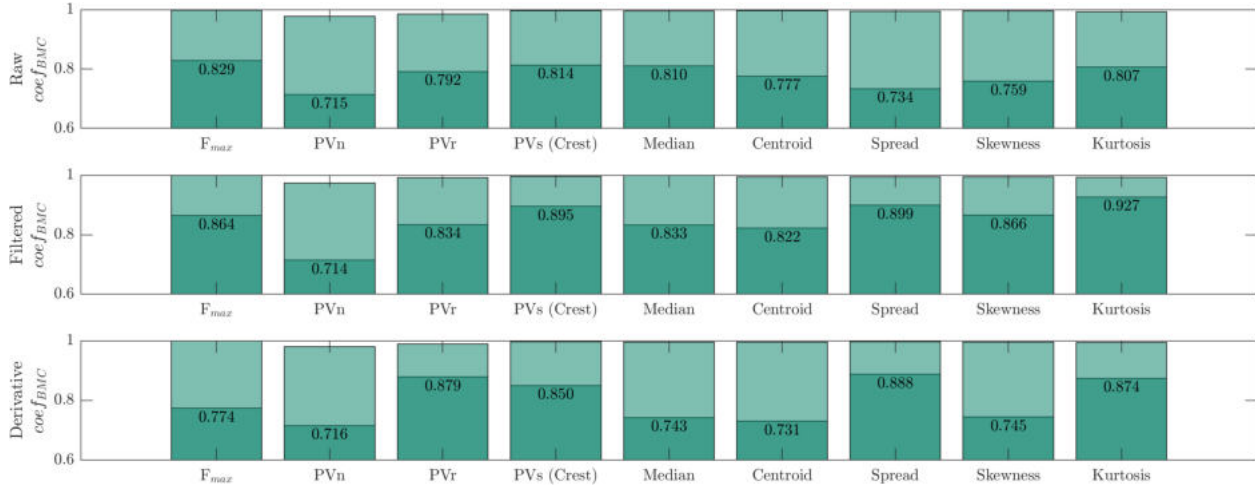 Raw
coef_BMC
1
0.8
0.6
0.829
0.715
0.792
0.814
0.810
0.777
0.734
0.759
0.807
F_max
PVn
PVr
PVs (Crest)
Median
Centroid
Spread
Skewness
Kurtosis
Filtered
coef_BMC
1
0.8
0.6
0.864
0.714
0.834
0.895
0.833
0.822
0.899
0.866
0.927
F_max
PVn
PVr
PVs (Crest)
Median
Centroid
Spread
Skewness
Kurtosis
Derivative
coef_BMC
1
0.8
0.6
0.774
0.716
0.879
0.850
0.743
0.731
0.888
0.745
0.874
F_max
PVn
PVr
PVs (Crest)
Median
Centroid
Spread
Skewness
Kurtosis